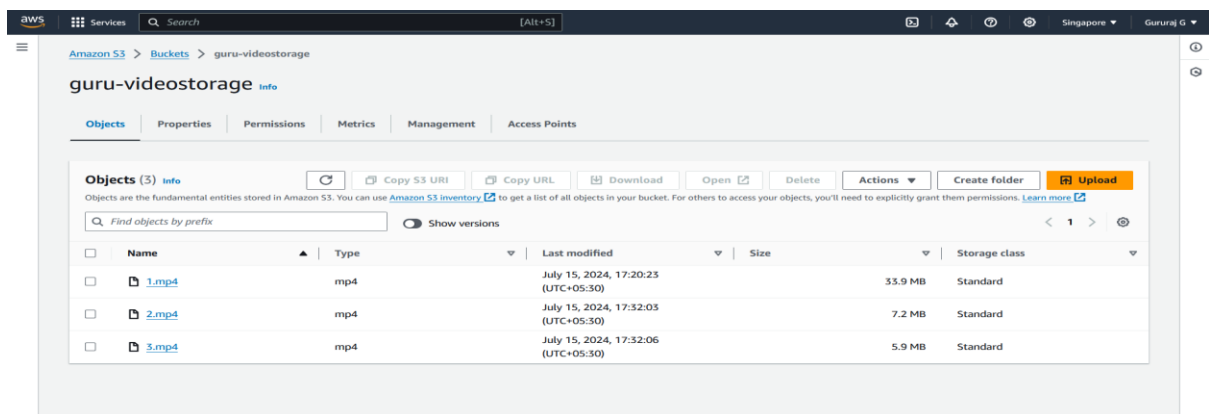 aws Services Search [Alt+S] Singapore ▼ Gururaj G ▼
Amazon S3 > Buckets > guru-videostorage
guru-videostorage Info
Objects Properties Permissions Metrics Management Access Points
Objects (3) Info Copy S3 URI Copy URL Download Open Delete Actions ▼ Create folder Upload
Objects are the fundamental entities stored in Amazon S3. You can use Amazon S3 inventory to get a list of all objects in your bucket. For others to access your objects, you'll need to explicitly grant them permissions. Learn more
Find objects by prefix Show versions < 1 >
Name Type Last modified Size Storage class
1.mp4 mp4 July 15, 2024, 17:20:23 (UTC+05:30) 33.9 MB Standard
2.mp4 mp4 July 15, 2024, 17:32:03 (UTC+05:30) 7.2 MB Standard
3.mp4 mp4 July 15, 2024, 17:32:06 (UTC+05:30) 5.9 MB Standard